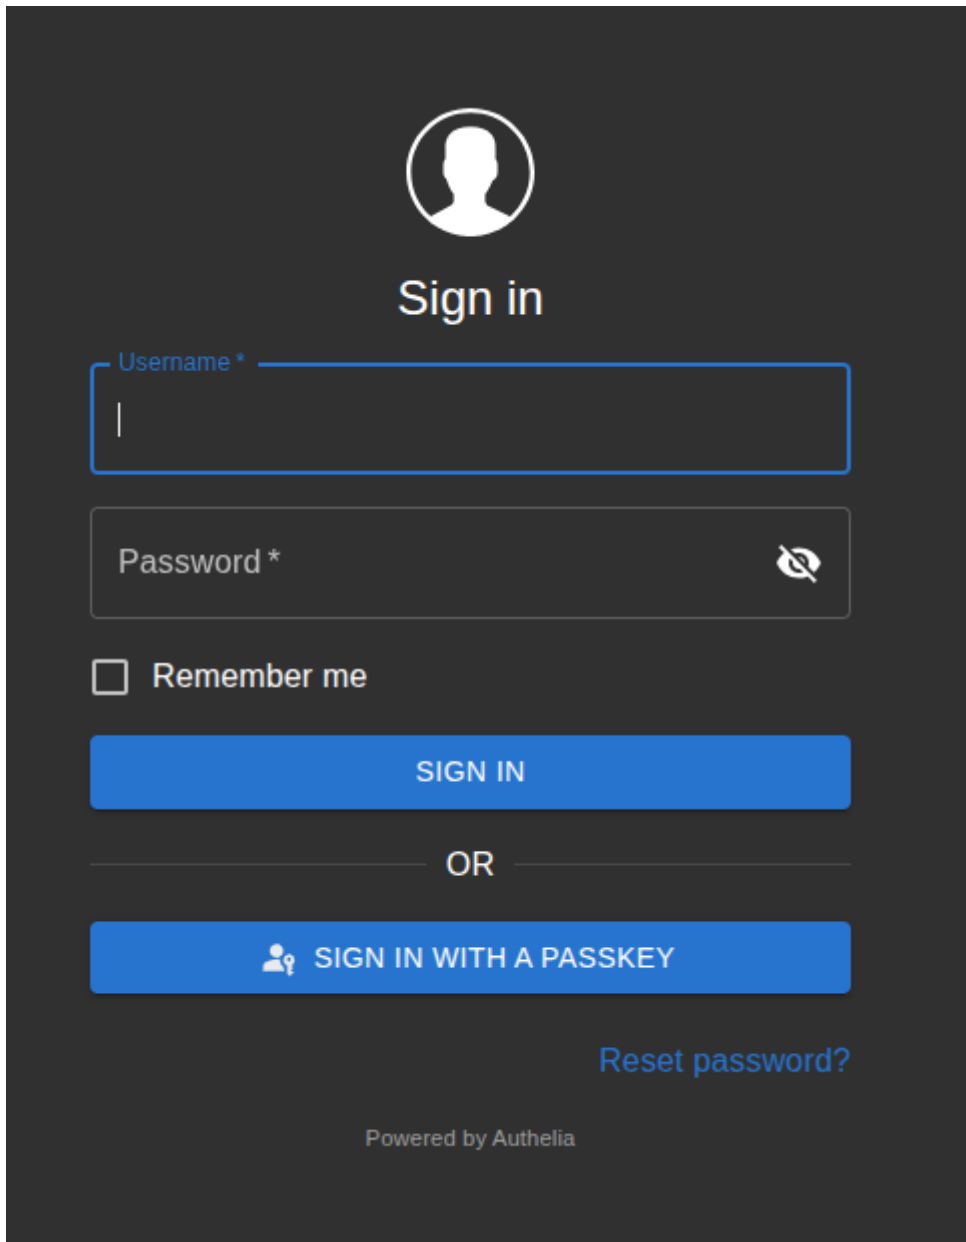 Sign in
Username *
Password *
Remember me
SIGN IN
OR
SIGN IN WITH A PASSKEY
Reset password?
Powered by Authelia